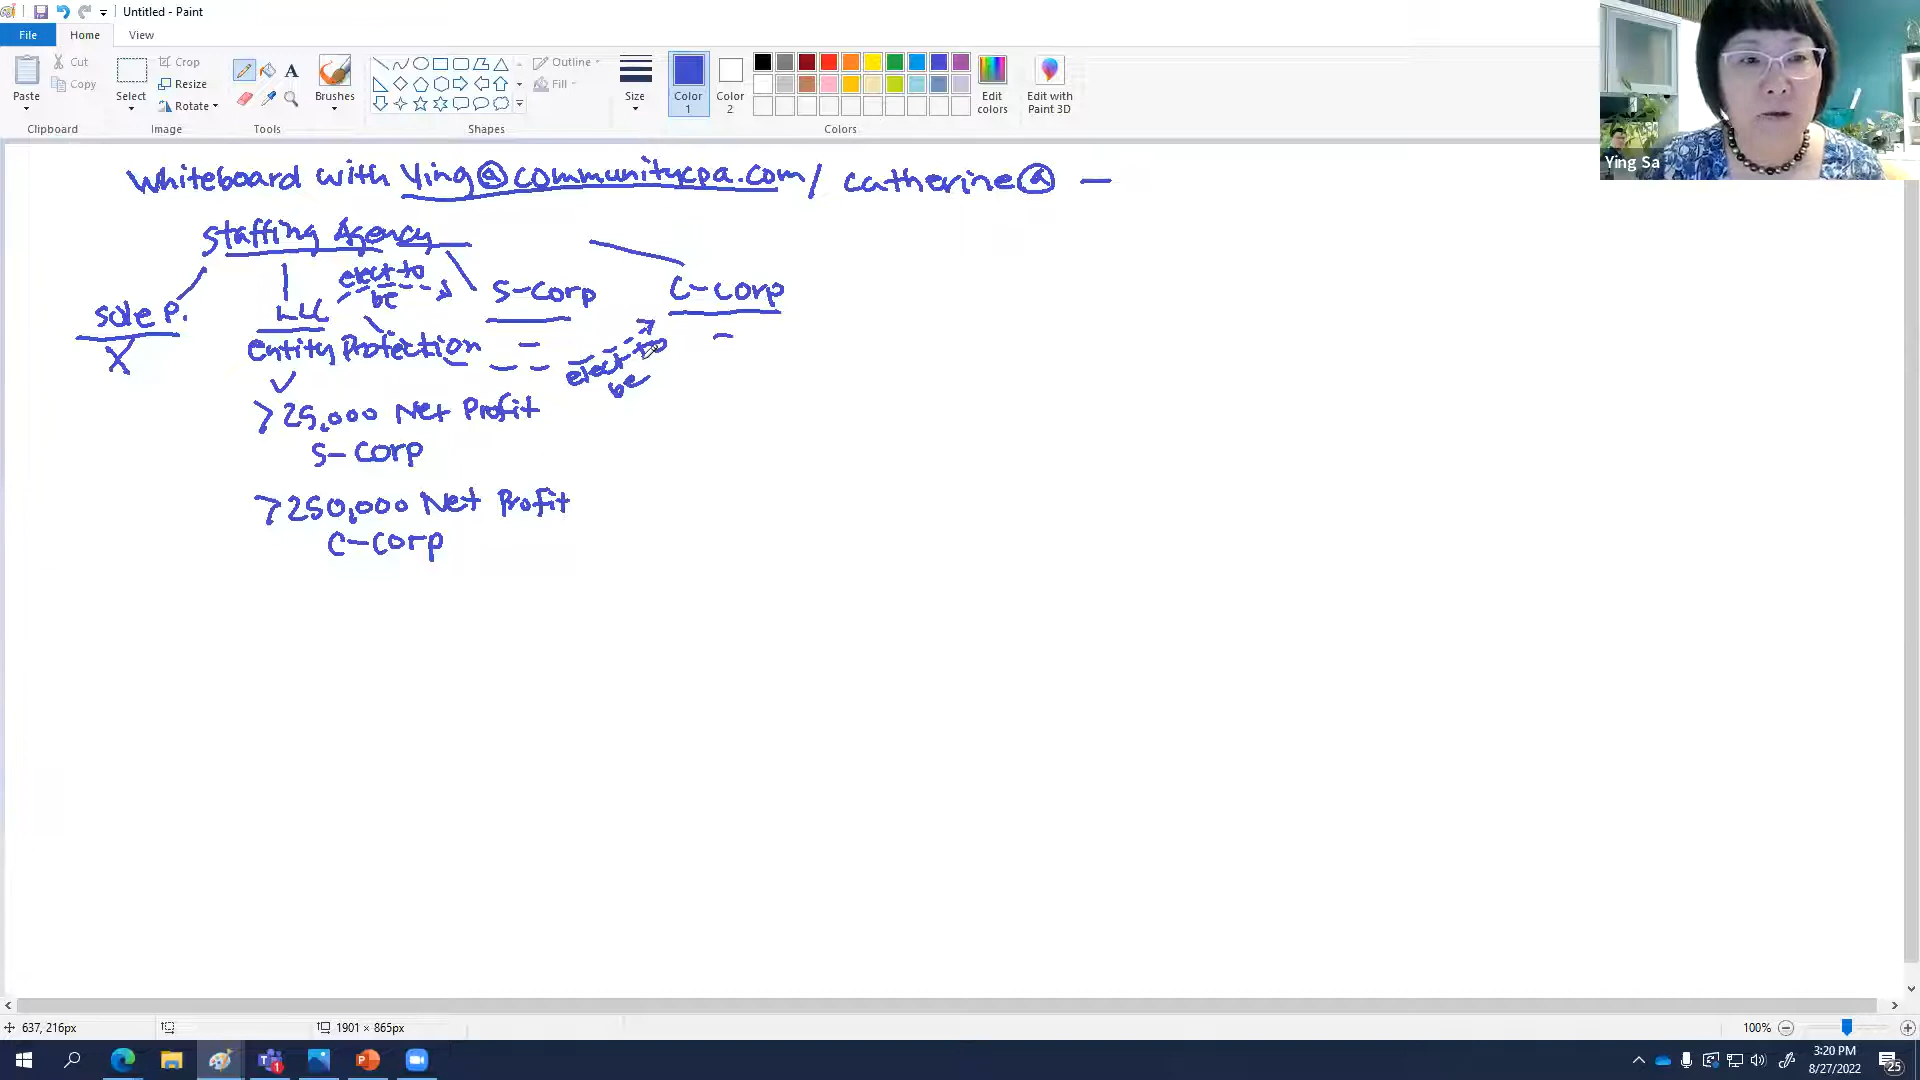 Untitled - Paint
File Home View
Paste
Cut
Copy
Clipboard
Select
Crop
Resize
Rotate
Image
Tools
Brushes
Shapes
Outline
Fill
Size
Color 1
Color 2
Colors
Edit colors
Edit with Paint 3D
Ying Sa
Whiteboard with Ying@communitycpa.com/ catherine@ —
Staffing Agency
Sole P.
X
LLC
elect to
be
S-Corp
C-Corp
Entity Protection
elect to
be
>25,000 Net Profit
S-Corp
>250,000 Net Profit
C-Corp
637, 216px
1901 × 865px
100%
3:20 PM
8/27/2022
1
25